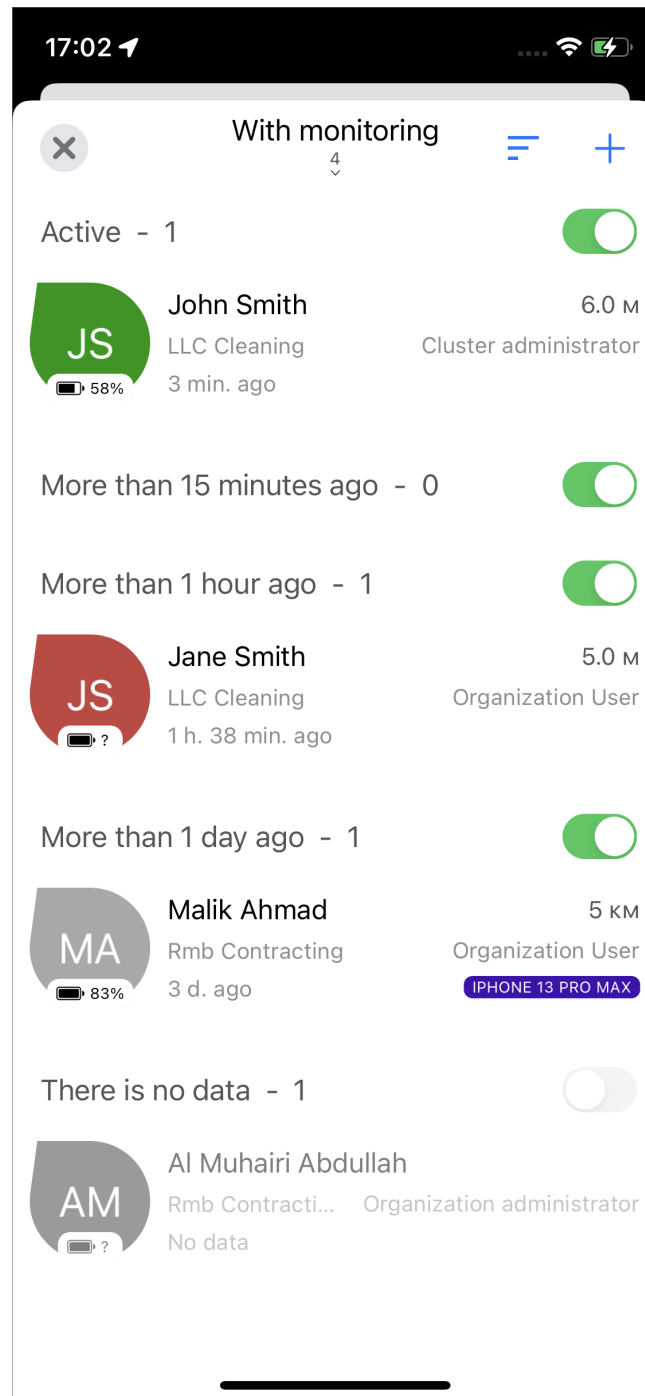 17:02
With monitoring
4
Active - 1
JS
58%
John Smith
6.0 м
LLC Cleaning
Cluster administrator
3 min. ago
More than 15 minutes ago - 0
More than 1 hour ago - 1
JS
?
Jane Smith
5.0 м
LLC Cleaning
Organization User
1 h. 38 min. ago
More than 1 day ago - 1
MA
83%
Malik Ahmad
5 км
Rmb Contracting
Organization User
3 d. ago
IPHONE 13 PRO MAX
There is no data - 1
AM
?
Al Muhairi Abdullah
Rmb Contracti...
Organization administrator
No data